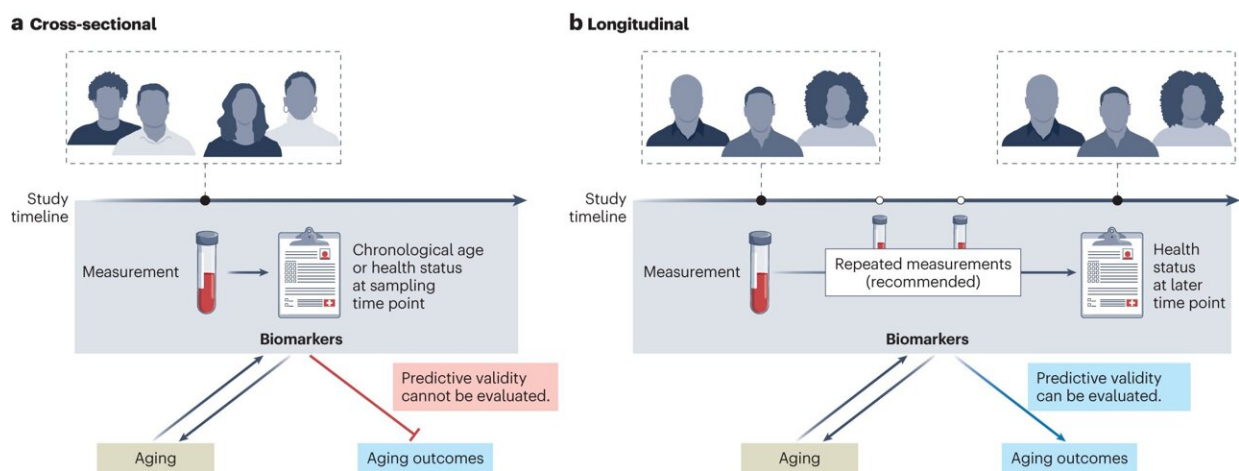 a Cross-sectional
Study
timeline
Measurement
Chronological age
or health status
at sampling
time point
Biomarkers
Predictive validity
cannot be evaluated.
Aging
Aging outcomes
b Longitudinal
Study
timeline
Measurement
Repeated measurements
(recommended)
Health
status
at later
time point
Biomarkers
Predictive validity
can be evaluated.
Aging
Aging outcomes